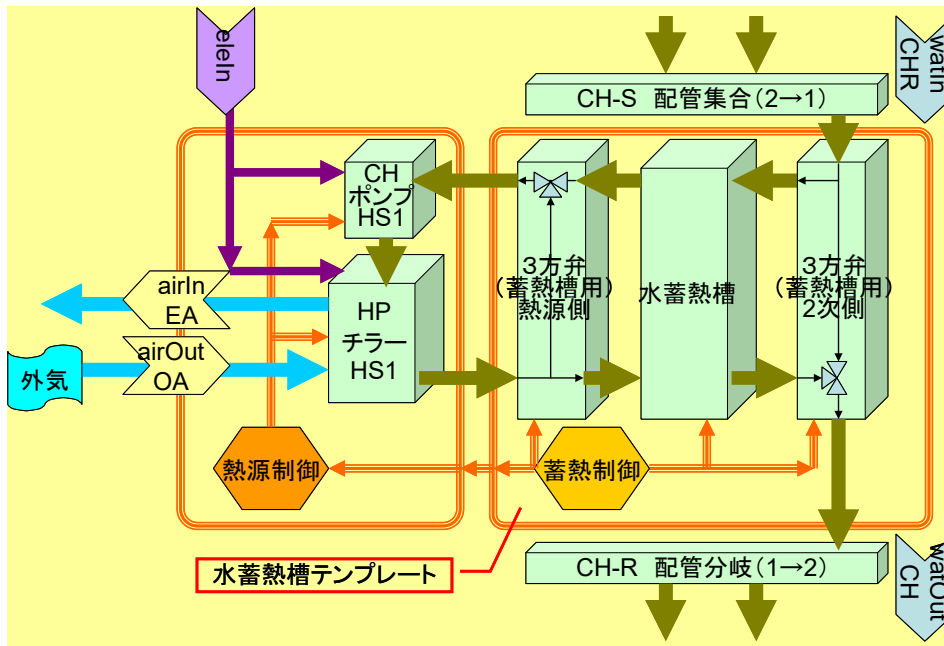 eleIn
watIn
CHR
CH-S 配管集合(2→1)
CH
ポンプ
HS1
airIn
EA
HP
チラー
HS1
airOut
OA
外気
3方弁
(蓄熱槽用)
熱源側
水蓄熱槽
3方弁
(蓄熱槽用)
2次側
熱源制御
蓄熱制御
水蓄熱槽テンプレート
CH-R 配管分岐(1→2)
watOut
CH